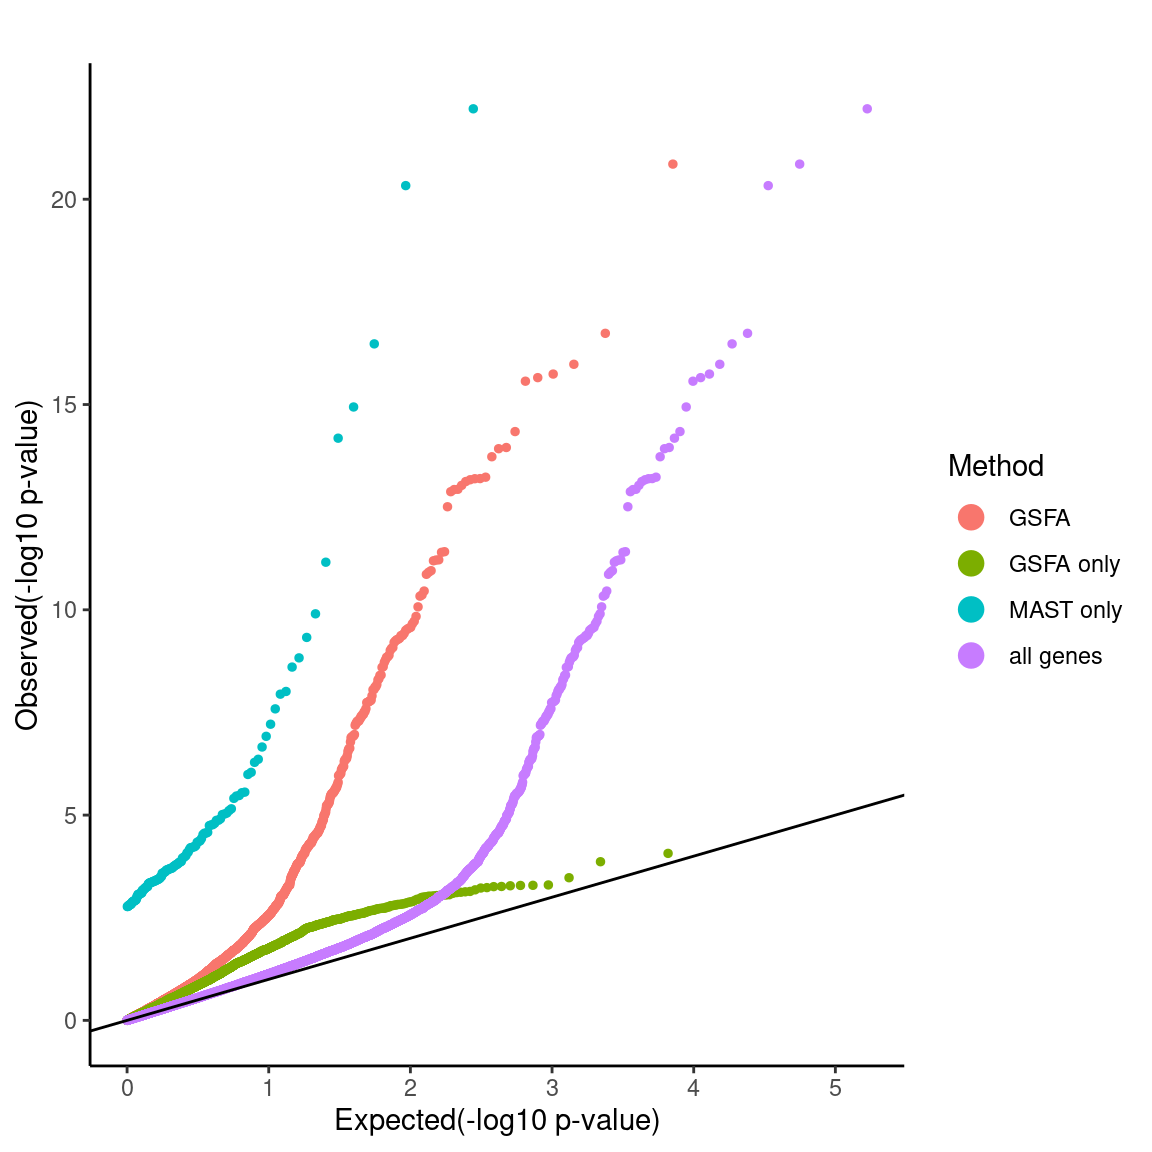 Observed(-log10 p-value)
20
15
10
5
0
0 1 2 3 4 5
Expected(-log10 p-value)
Method
GSFA
GSFA only
MAST only
all genes